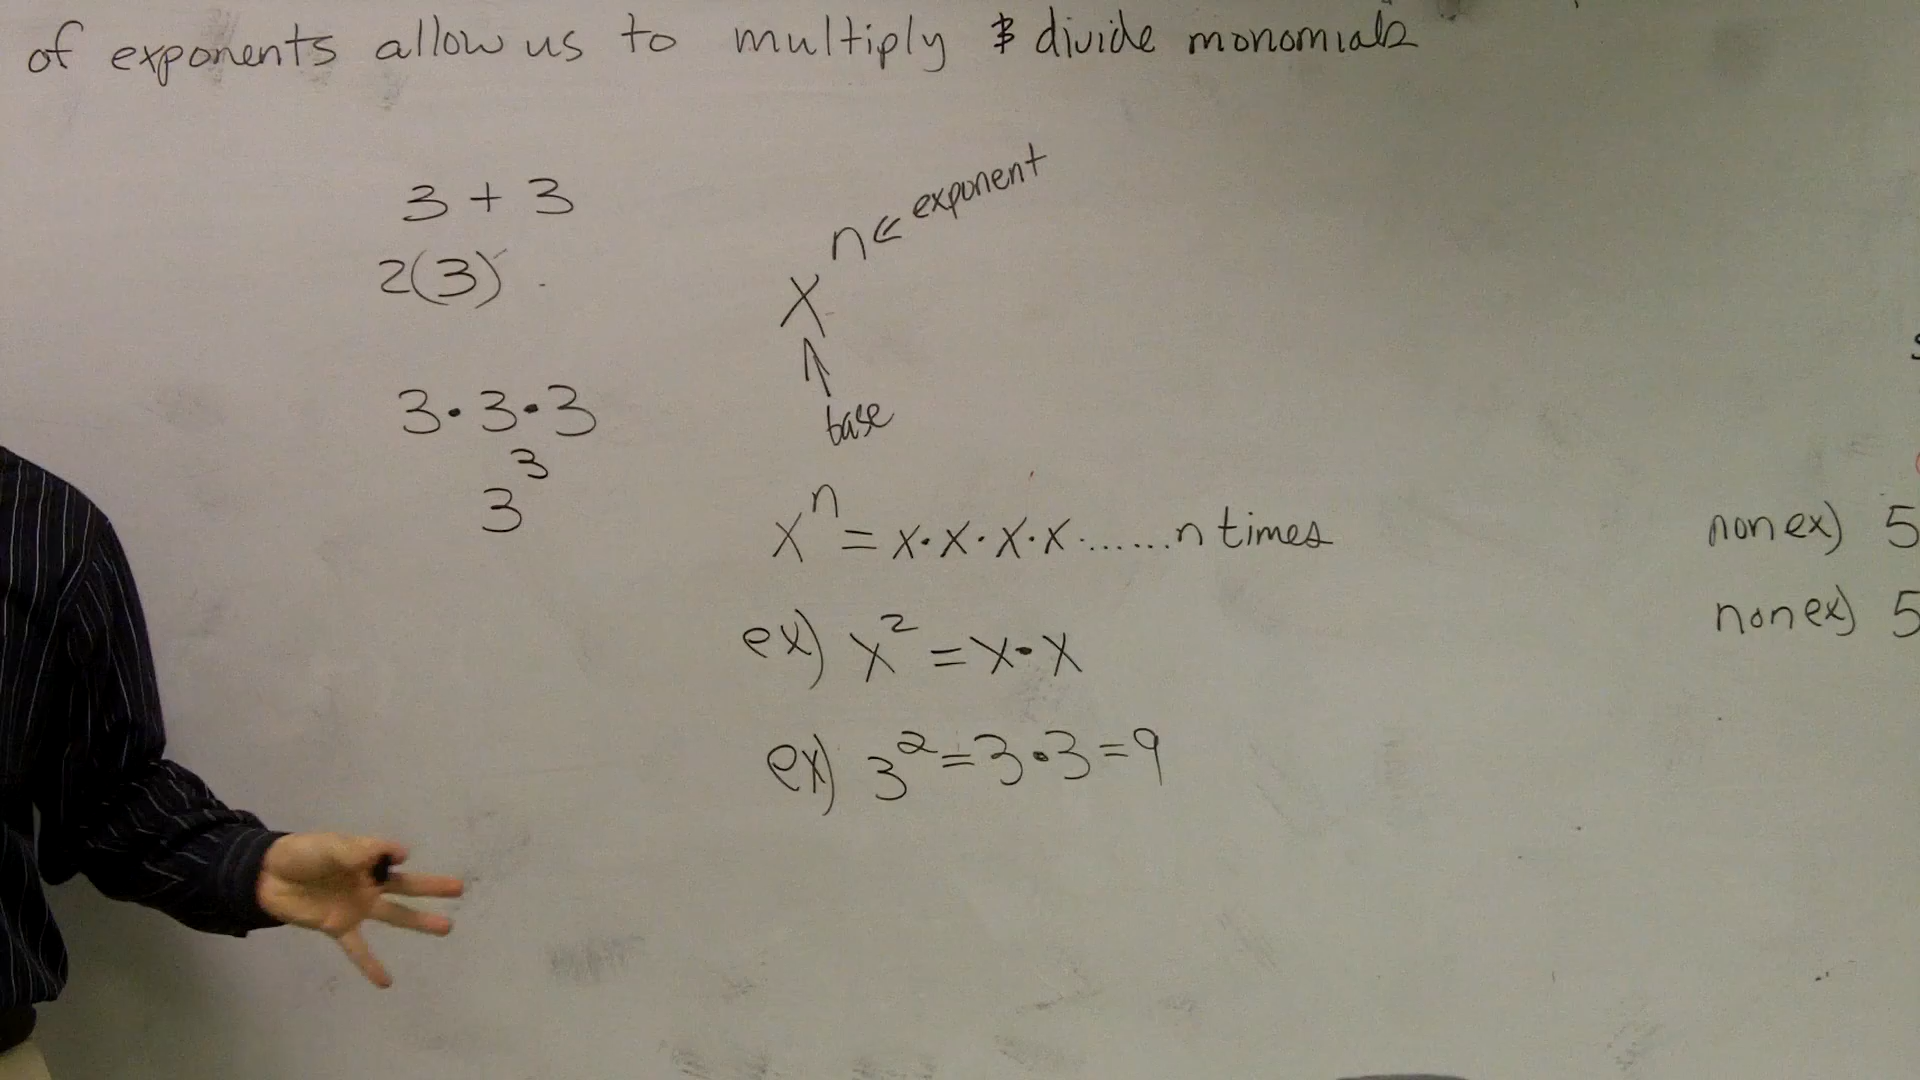 of exponents allow us to multiply & divide monomials
3 + 3
2(3)
3·3·3
3³
n ← exponent
x
↑
base
xⁿ = x·x·x·x·......n times
ex) x² = x·x
ex) 3² = 3·3 = 9
non ex) 5
non ex) 5